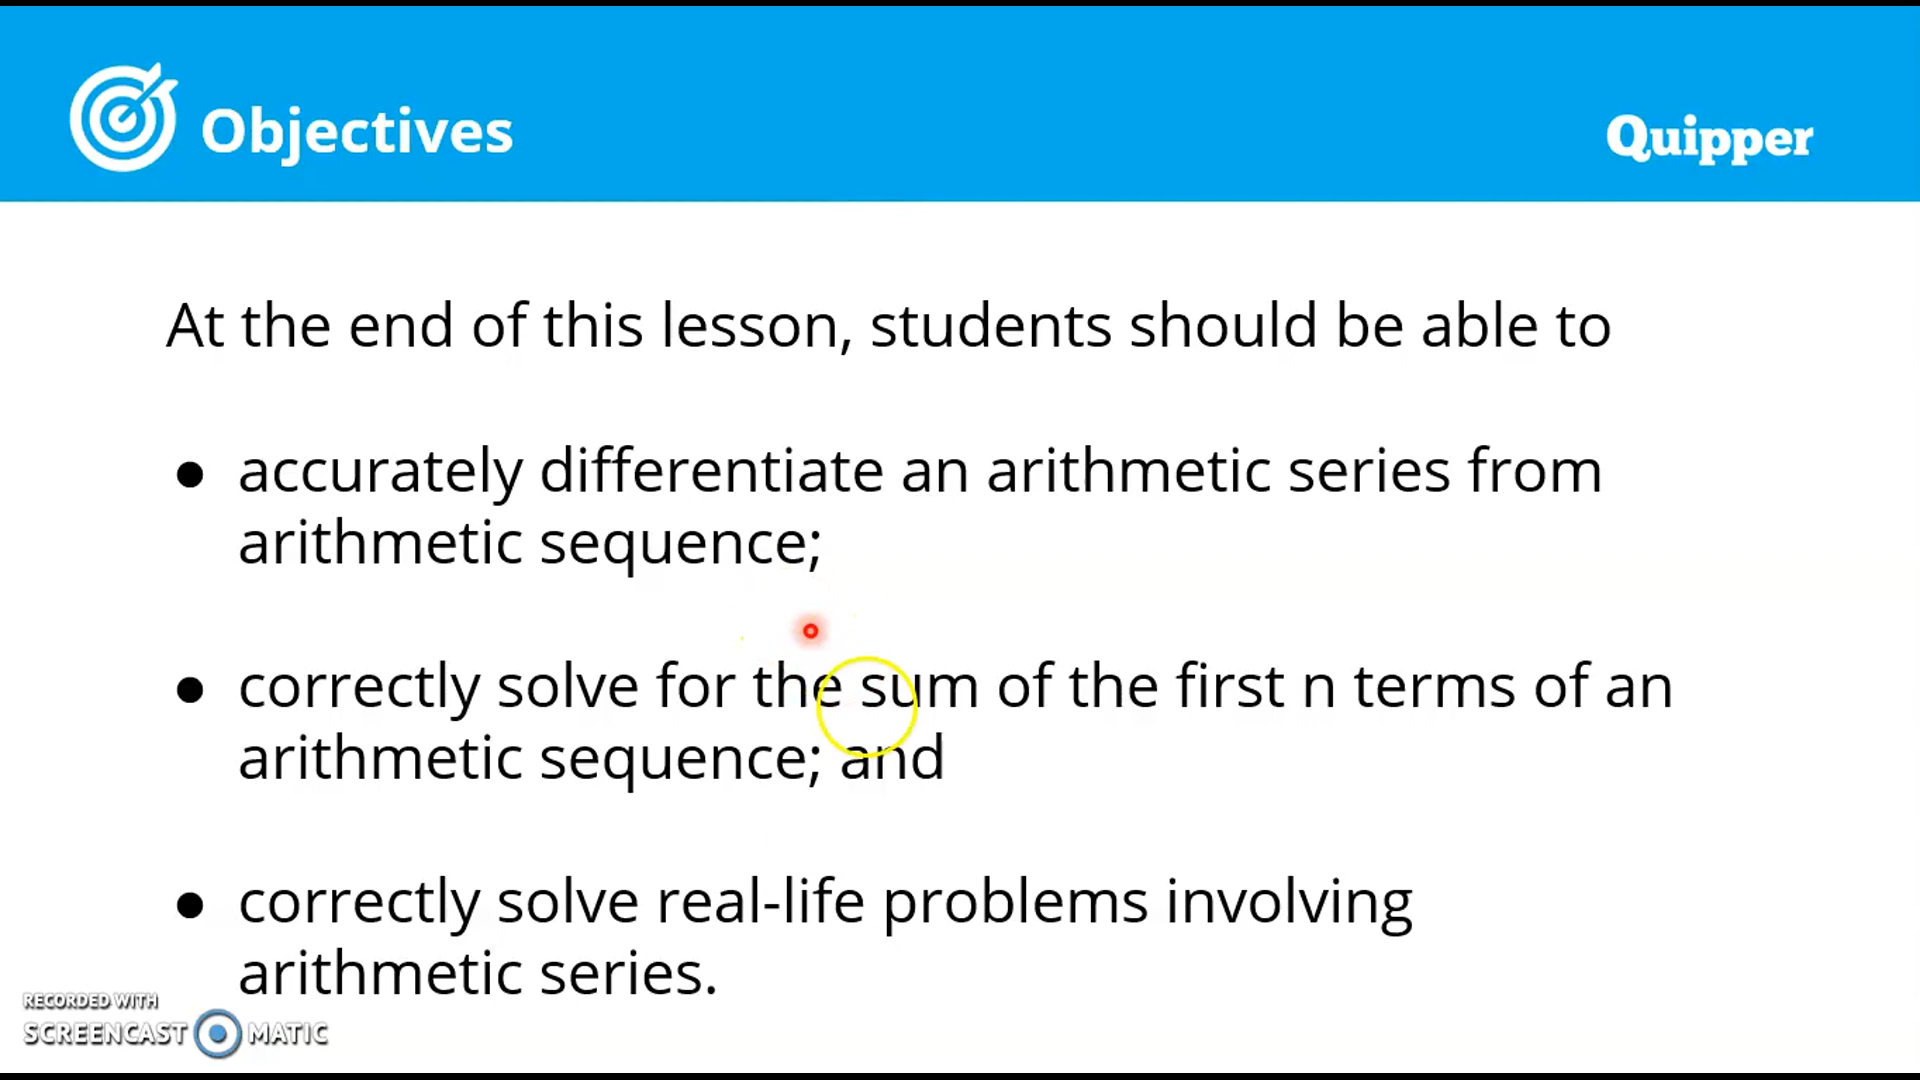 Objectives
Quipper
At the end of this lesson, students should be able to
● accurately differentiate an arithmetic series from
arithmetic sequence;
● correctly solve for the sum of the first n terms of an
arithmetic sequence; and
● correctly solve real-life problems involving
arithmetic series.
RECORDED WITH
SCREENCAST MATIC